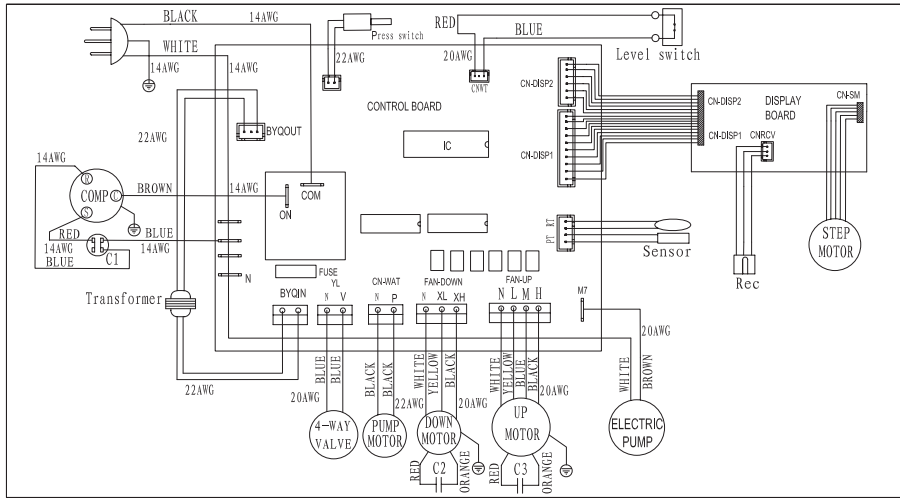 BLACK
14AWG
WHITE
14AWG
14AWG
Press switch
22AWG
RED
BLUE
20AWG
CNWT
Level switch
CN-DISP2
CN-DISP1
CN-DISP2
CN-DISP1
DISPLAY
BOARD
CN-SM
CNRCV
CONTROL BOARD
IC
22AWG
BYQOUT
14AWG
R
COMP
C
S
BROWN
14AWG
COM
ON
RED
14AWG
BLUE
C1
BLUE
14AWG
N
FUSE
RT
PT
Sensor
Rec
STEP
MOTOR
Transformer
BYQIN
YL
N V
CN-WAT
N P
FAN-DOWN
N XL XH
FAN-UP
N L M H
M7
20AWG
22AWG
BLUE
BLUE
20AWG
BLACK
BLACK
22AWG
WHITE
YELLOW
BLACK
20AWG
WHITE
YELLOW
BLUE
BLACK
20AWG
WHITE
BROWN
4-WAY
VALVE
PUMP
MOTOR
DOWN
MOTOR
UP
MOTOR
ELECTRIC
PUMP
RED
C2
ORANGE
RED
C3
ORANGE